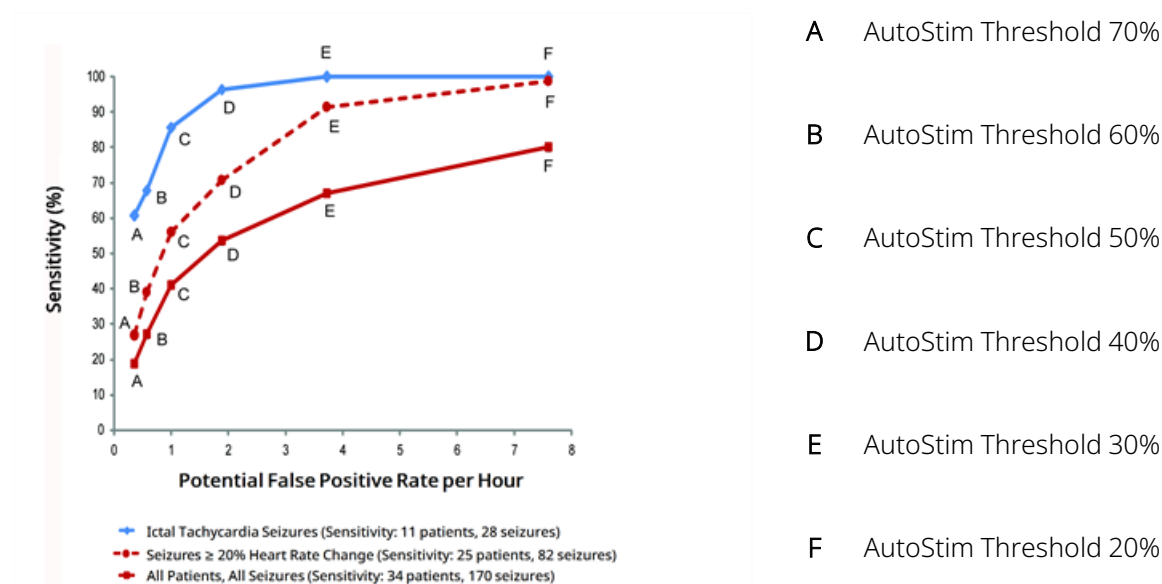 E
F
100
90
80
70
60
50
40
30
20
10
0
Sensitivity (%)
D
C
B
A
F
E
D
C
B
A
F
E
D
C
B
A
0 1 2 3 4 5 6 7 8
Potential False Positive Rate per Hour
Ictal Tachycardia Seizures (Sensitivity: 11 patients, 28 seizures)
Seizures ≥ 20% Heart Rate Change (Sensitivity: 25 patients, 82 seizures)
All Patients, All Seizures (Sensitivity: 34 patients, 170 seizures)
A AutoStim Threshold 70%
B AutoStim Threshold 60%
C AutoStim Threshold 50%
D AutoStim Threshold 40%
E AutoStim Threshold 30%
F AutoStim Threshold 20%